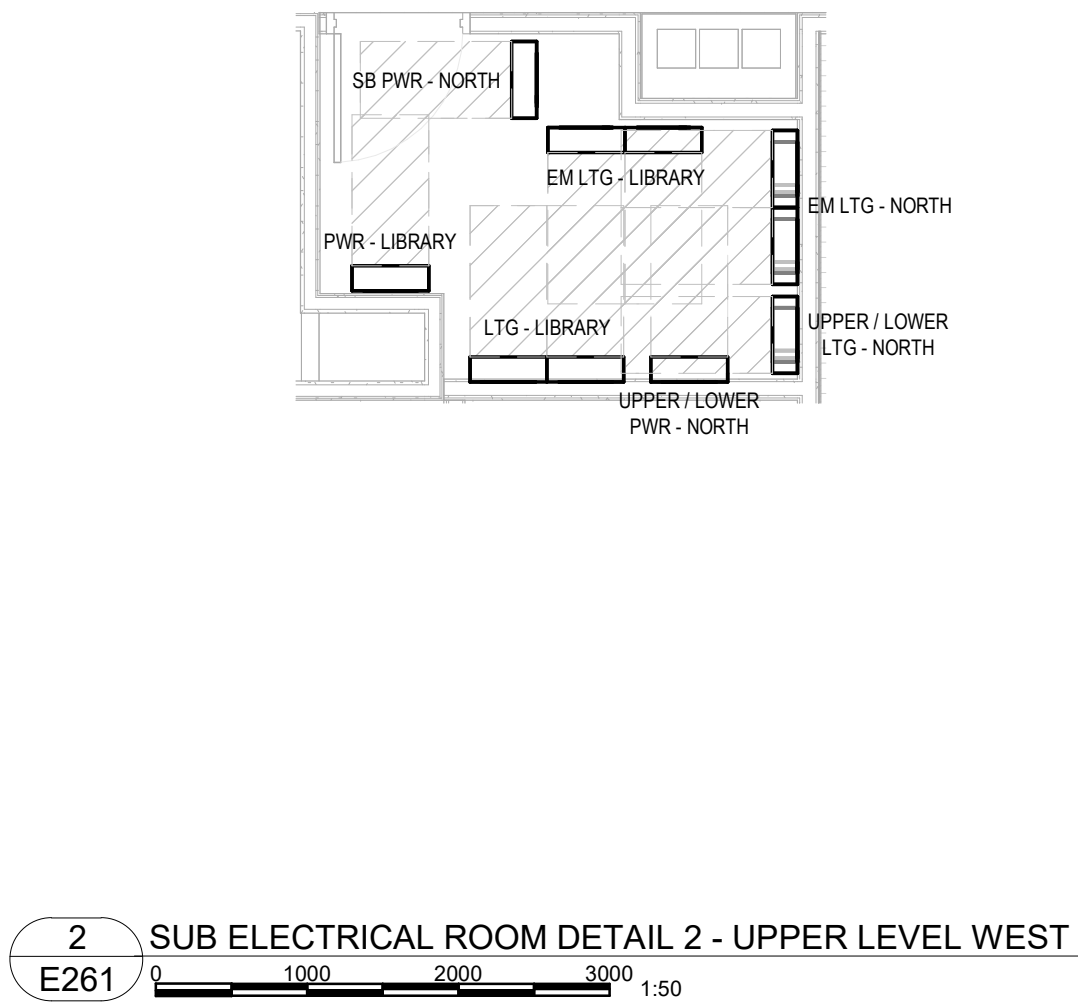 SB PWR - NORTH
EM LTG - LIBRARY
EM LTG - NORTH
PWR - LIBRARY
LTG - LIBRARY
UPPER / LOWER
LTG - NORTH
UPPER / LOWER
PWR - NORTH
2
SUB ELECTRICAL ROOM DETAIL 2 - UPPER LEVEL WEST
E261
0 1000 2000 3000
1:50